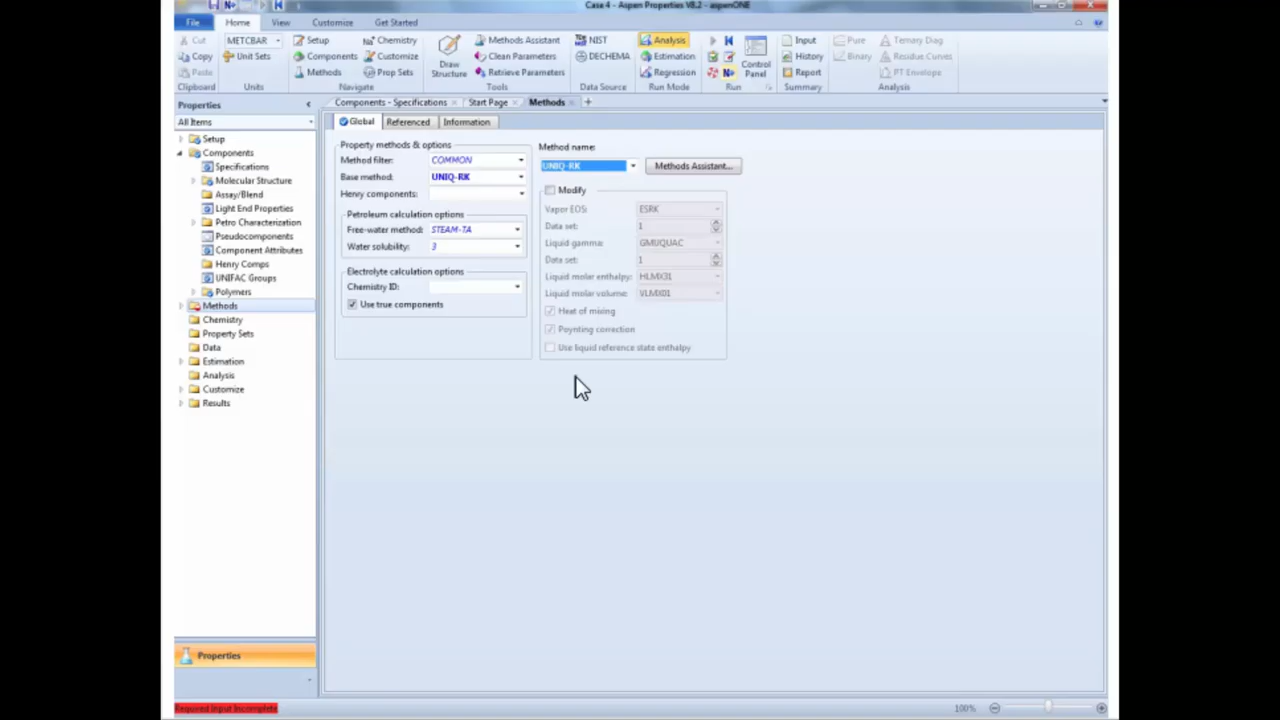 Case 4 - Aspen Properties V8.2 - aspenONE
File Home View Customize Get Started
Cut METCBAR Setup Chemistry Methods Assistant NIST Analysis Input Pure Ternary Diag
Copy Unit Sets Components Customize Clean Parameters DECHEMA Estimation History Binary Residue Curves
Paste Methods Prop Sets Draw Structure Retrieve Parameters Regression N» Control Panel Report PT Envelope
Clipboard Units Navigate Tools Data Source Run Mode Run Summary Analysis
Properties
All Items
Setup
Components
Specifications
Molecular Structure
Assay/Blend
Light End Properties
Petro Characterization
Pseudocomponents
Component Attributes
Henry Comps
UNIFAC Groups
Polymers
Methods
Chemistry
Property Sets
Data
Estimation
Analysis
Customize
Results
Properties
Components - Specifications Start Page Methods
Global Referenced Information
Property methods & options
Method filter: COMMON
Base method: UNIQ-RK
Henry components:
Petroleum calculation options
Free-water method: STEAM-TA
Water solubility: 3
Electrolyte calculation options
Chemistry ID:
Use true components
Method name:
UNIQ-RK Methods Assistant...
Modify
Vapor EOS: ESRK
Data set: 1
Liquid gamma: GMUQUAC
Data set: 1
Liquid molar enthalpy: HLMX31
Liquid molar volume: VLMX01
Heat of mixing
Poynting correction
Use liquid reference state enthalpy
Required Input Incomplete
100%